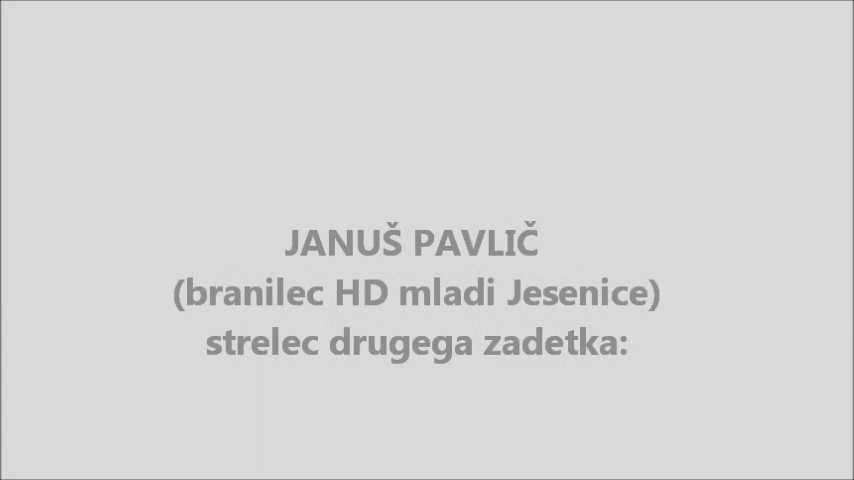 JANUŠ PAVLIČ
(branilec HD mladi Jesenice)
strelec drugega zadetka: